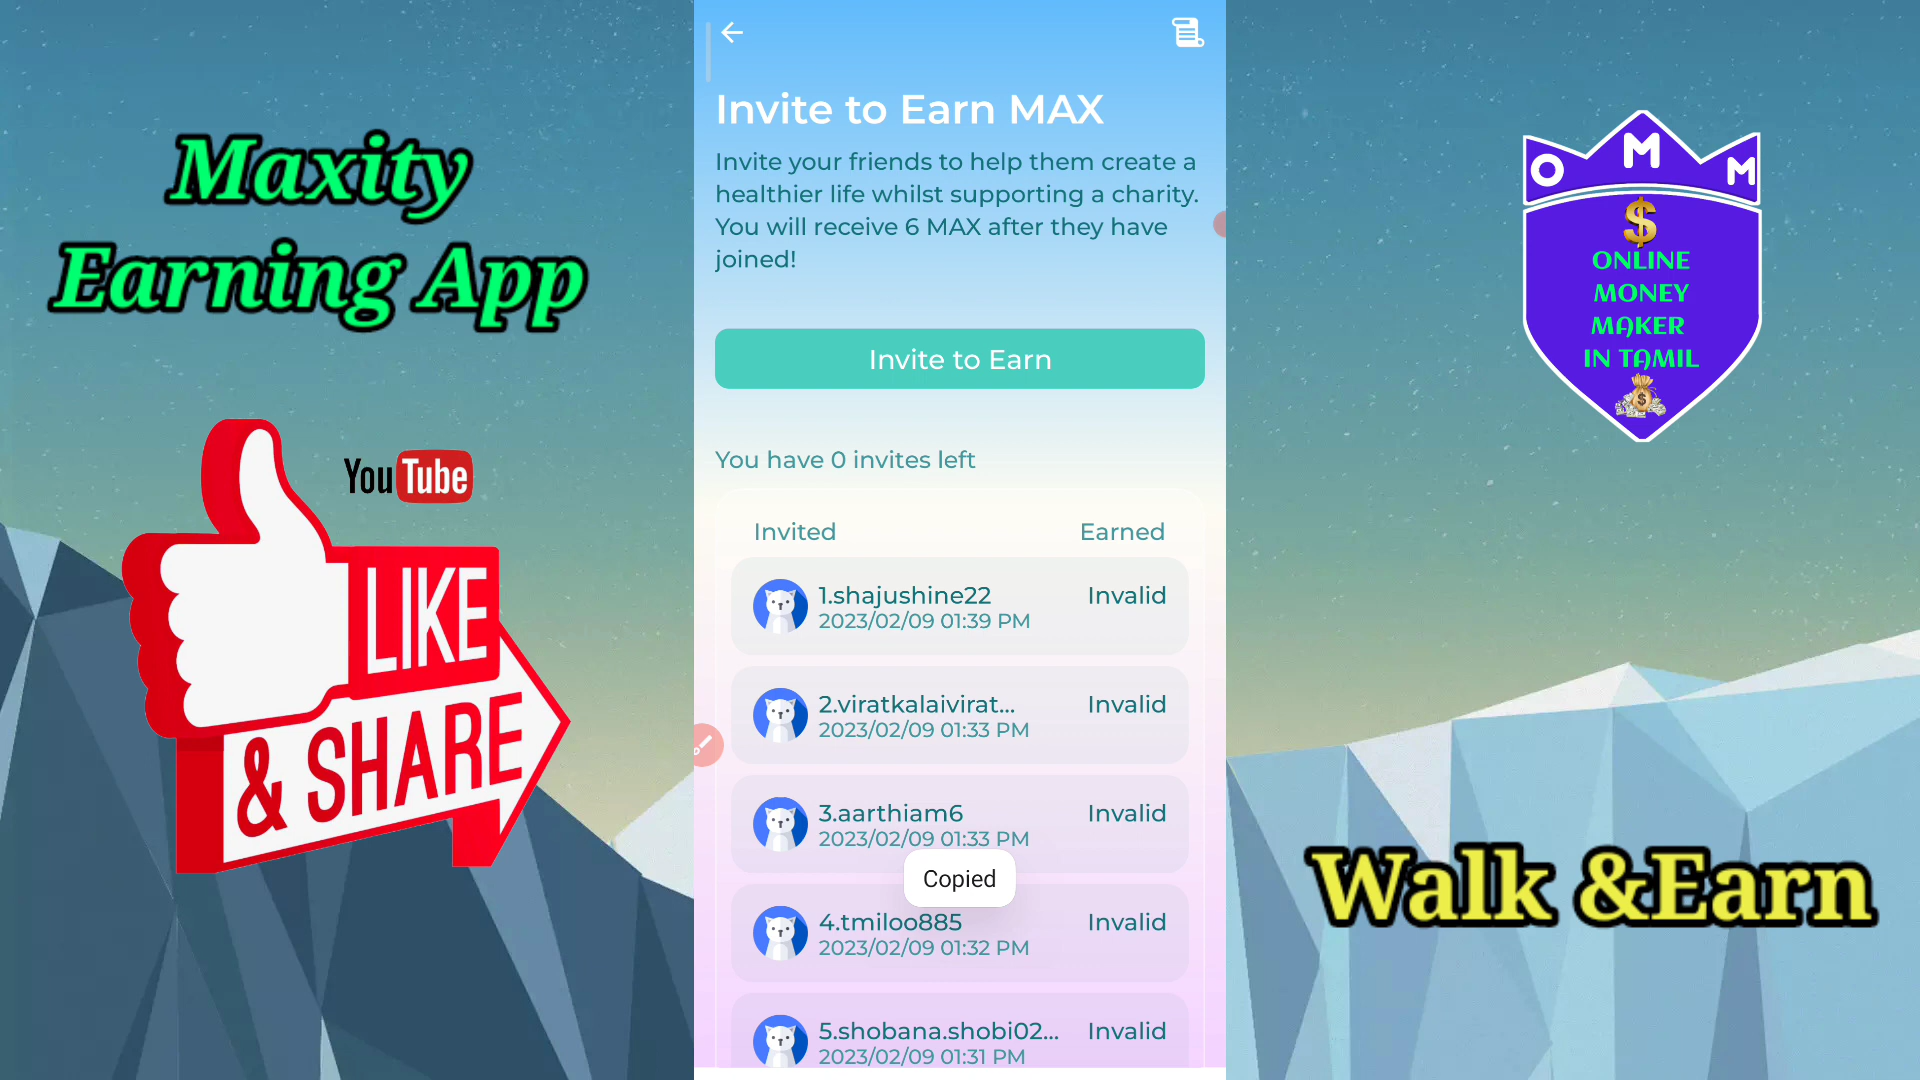 Maxity
Earning App
YouTube
LIKE
& SHARE
Invite to Earn MAX
Invite your friends to help them create a
healthier life whilst supporting a charity.
You will receive 6 MAX after they have
joined!
Invite to Earn
You have 0 invites left
Invited Earned
1.shajushine22 Invalid
2023/02/09 01:39 PM
2.viratkalaivirat... Invalid
2023/02/09 01:33 PM
3.aarthiam6 Invalid
2023/02/09 01:33 PM
Copied
4.tmiloo885 Invalid
2023/02/09 01:32 PM
5.shobana.shobi02... Invalid
2023/02/09 01:31 PM
O M M
$
ONLINE
MONEY
MAKER
IN TAMIL
$
Walk &Earn